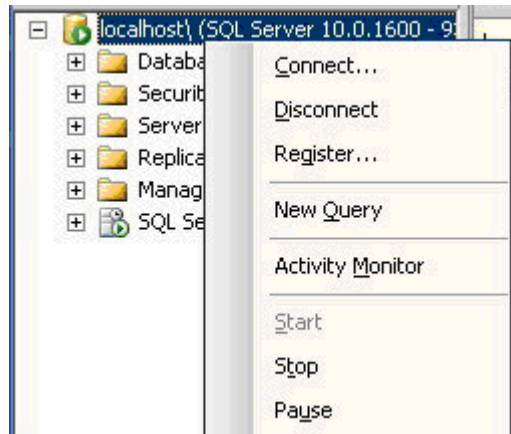 localhost\ (SQL Server 10.0.1600 - 9
Databa
Securit
Server
Replica
Manag
SQL Se
Connect...
Disconnect
Register...
New Query
Activity Monitor
Start
Stop
Pause